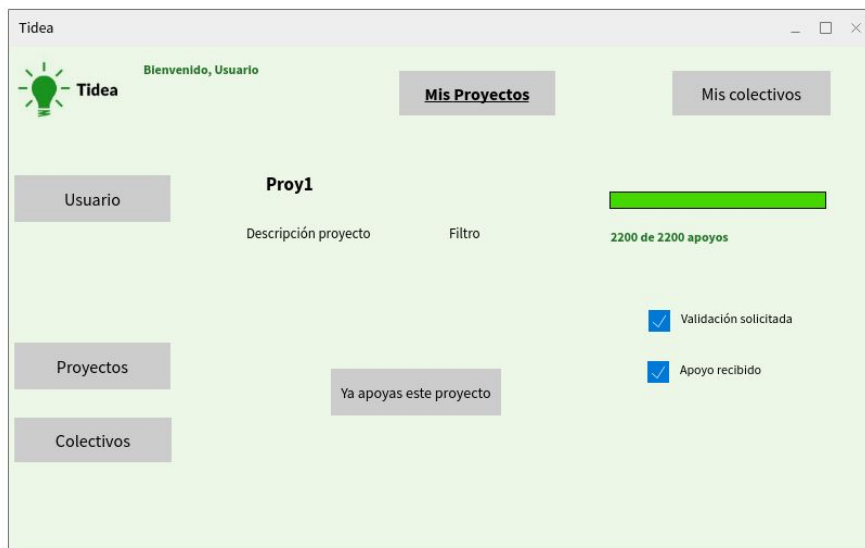 Tidea
Bienvenido, Usuario
Tidea
Mis Proyectos
Mis colectivos
Usuario
Proy1
Descripción proyecto
Filtro
2200 de 2200 apoyos
Validación solicitada
Proyectos
Apoyo recibido
Ya apoyas este proyecto
Colectivos